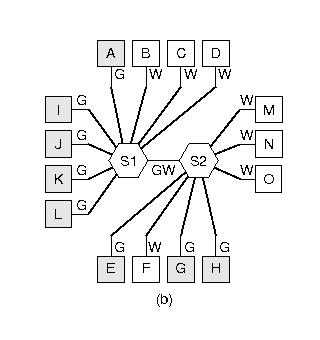 A B C D
G W W W
I G W M
J G W N
S1 S2
GW
K G W O
L G
G W G G
E F G H
(b)